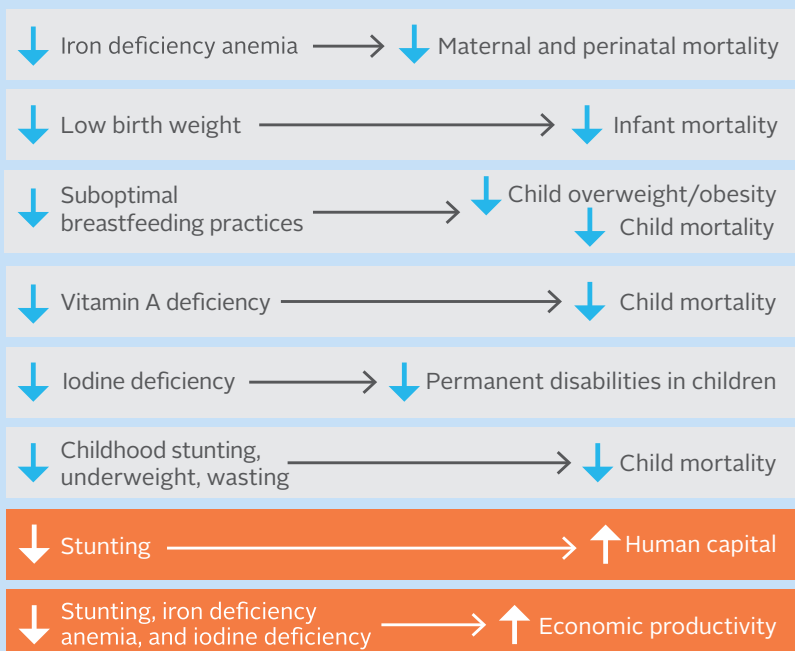 Iron deficiency anemia
Maternal and perinatal mortality
Low birth weight
Infant mortality
Suboptimal
breastfeeding practices
Child overweight/obesity
Child mortality
Vitamin A deficiency
Child mortality
Iodine deficiency
Permanent disabilities in children
Childhood stunting,
underweight, wasting
Child mortality
Stunting
Human capital
Stunting, iron deficiency
anemia, and iodine deficiency
Economic productivity